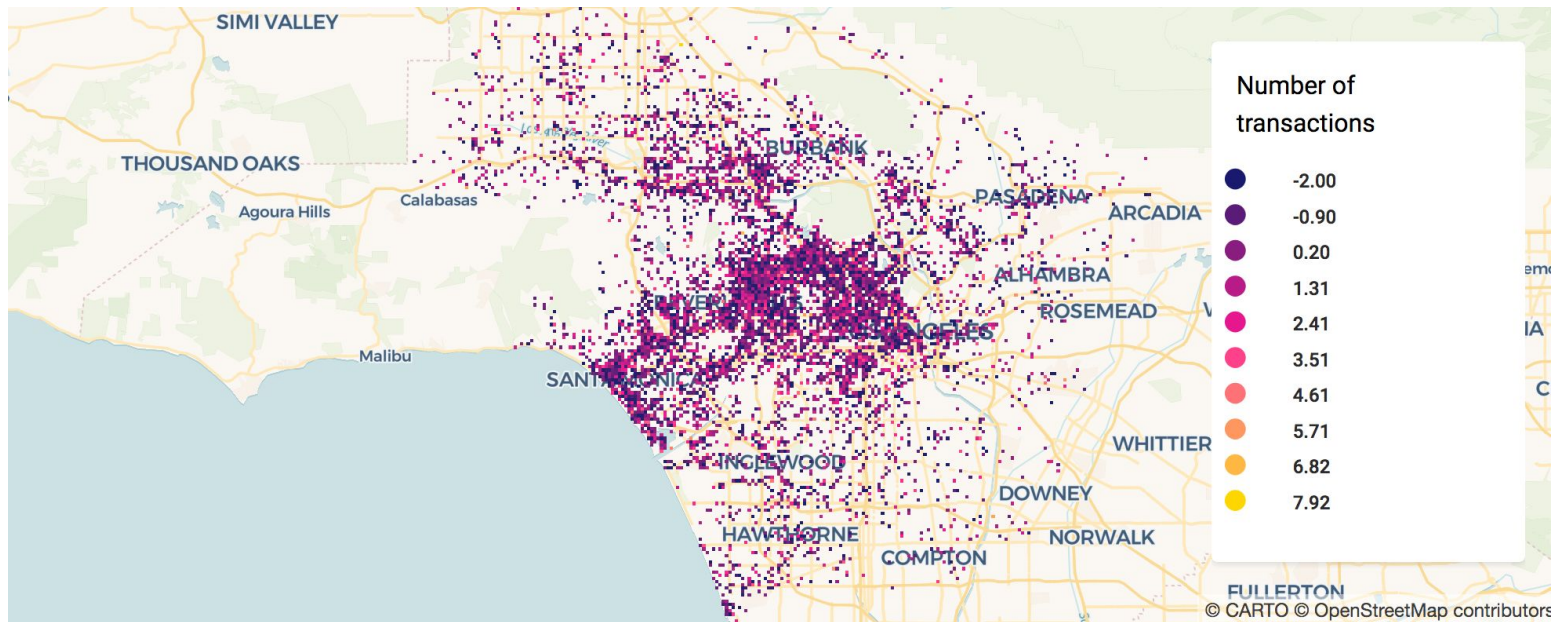 SIMI VALLEY
Number of
transactions
BURBANK
THOUSAND OAKS
-2.00
PASADENA
Calabasas
Agoura Hills
ARCADIA
-0.90
0.20
ALHAMBRA
1.31
ROSEMEAD
2.41
Malibu
3.51
SANTA MONICA
4.61
5.71
WHITTIER
INGLEWOOD
6.82
DOWNEY
7.92
HAWTHORNE
NORWALK
COMPTON
FULLERTON
© CARTO © OpenStreetMap contributors